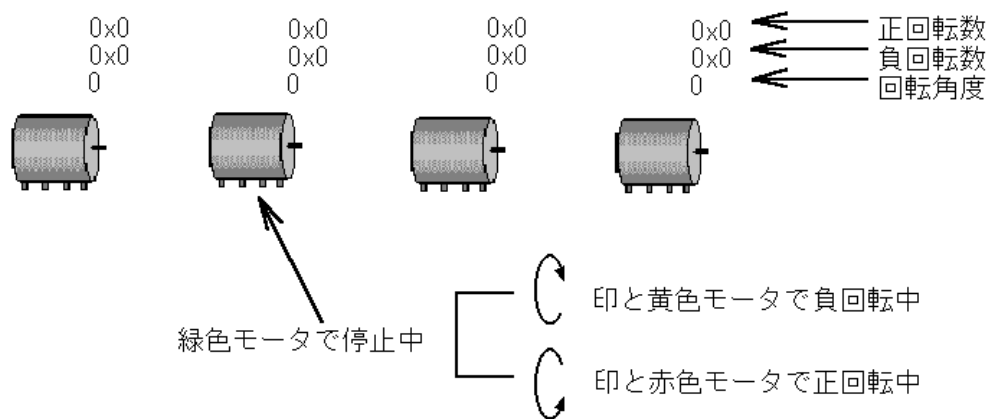 0x0 0x0 0x0 0x0 正回転数
0x0 0x0 0x0 0x0 負回転数
0 0 0 0 回転角度
印と黄色モータで負回転中
緑色モータで停止中
印と赤色モータで正回転中